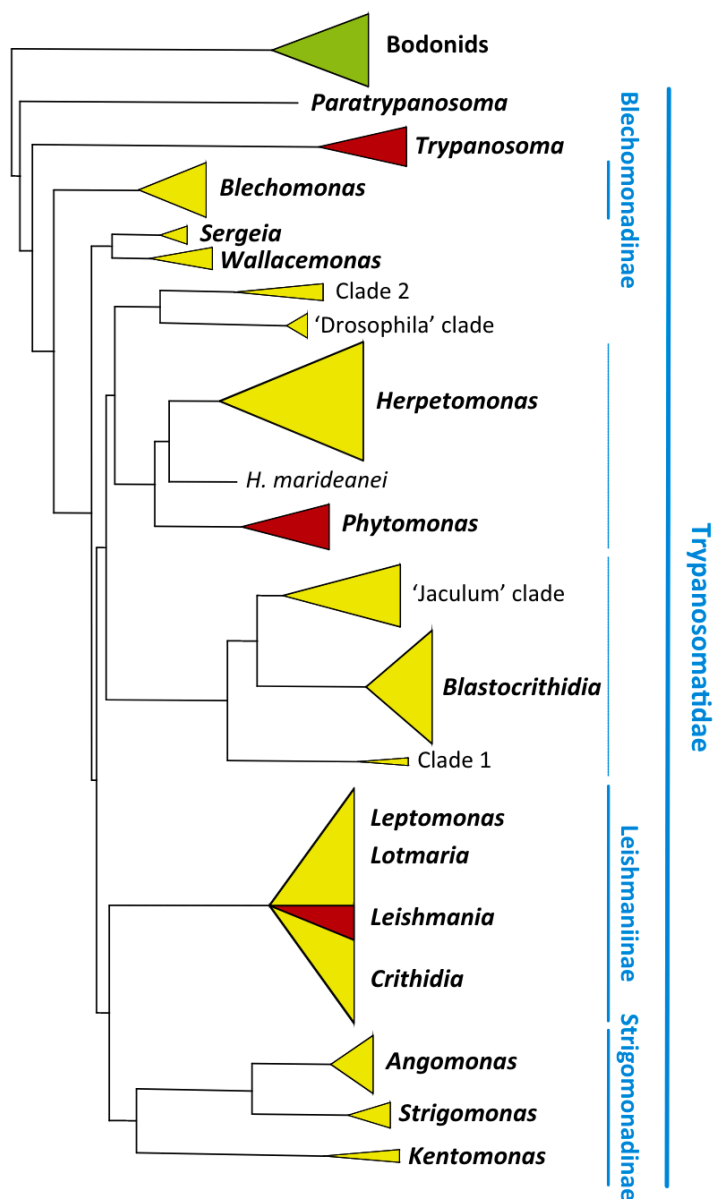 Bodonids
Paratrypanosoma
Trypanosoma
Blechomonas
Sergeia
Wallacemonas
Clade 2
‘Drosophila’ clade
Herpetomonas
H. marideanei
Phytomonas
‘Jaculum’ clade
Blastocrithidia
Clade 1
Leptomonas
Lotmaria
Leishmania
Crithidia
Angomonas
Strigomonas
Kentomonas
Blechomonadinae
Leishmaniinae
Strigomonadinae
Trypanosomatidae